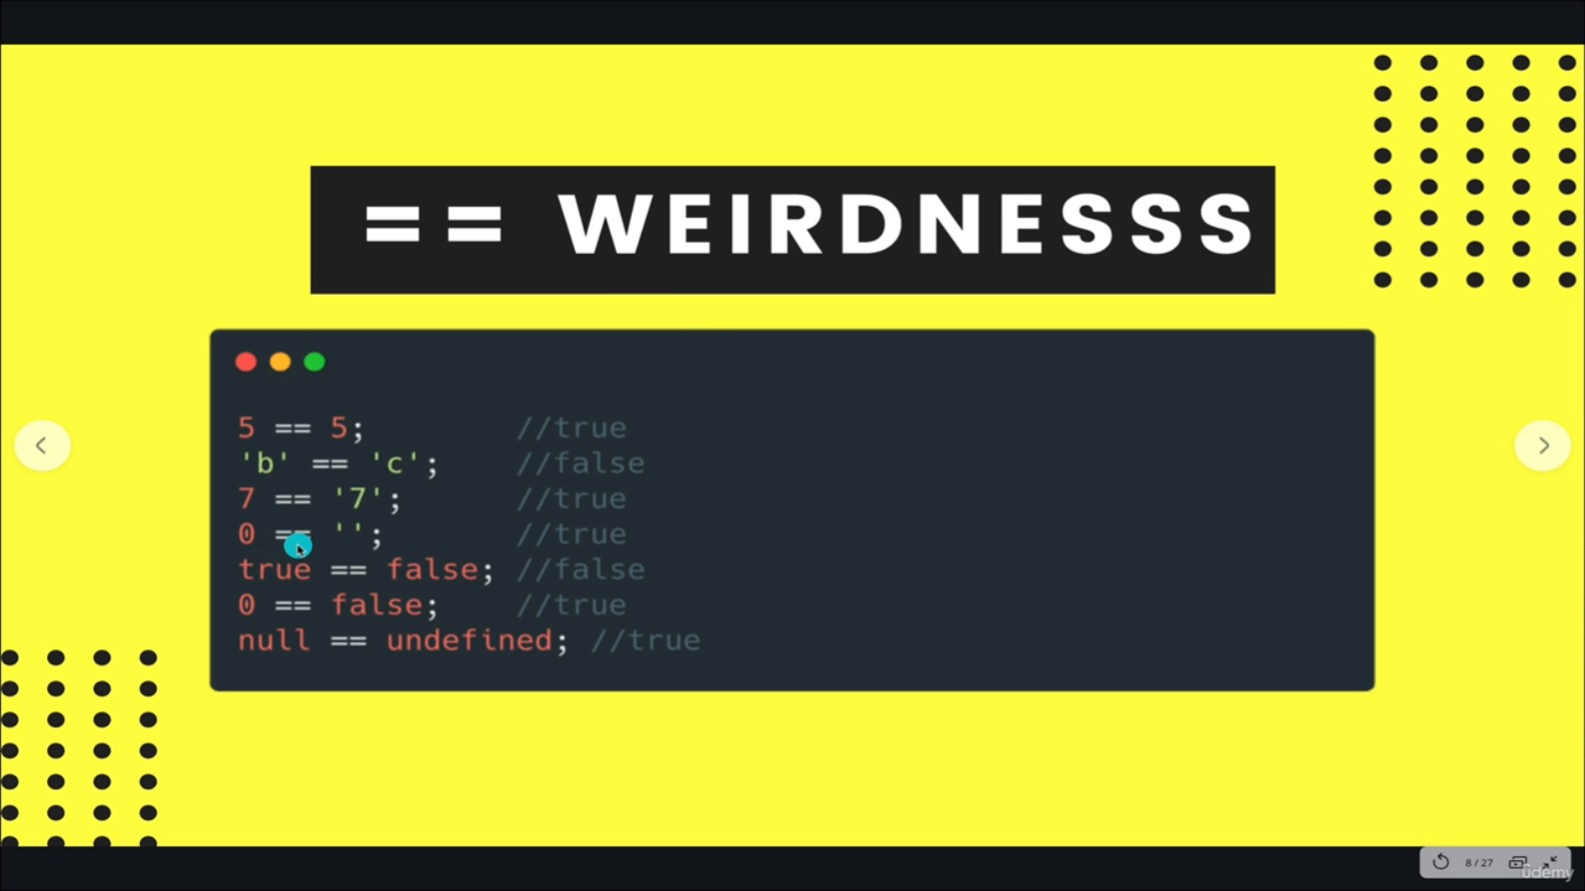 == WEIRDNESSS
5 == 5; //true
'b' == 'c'; //false
7 == '7'; //true
0 == ''; //true
true == false; //false
0 == false; //true
null == undefined; //true
8 / 27
ûdemy